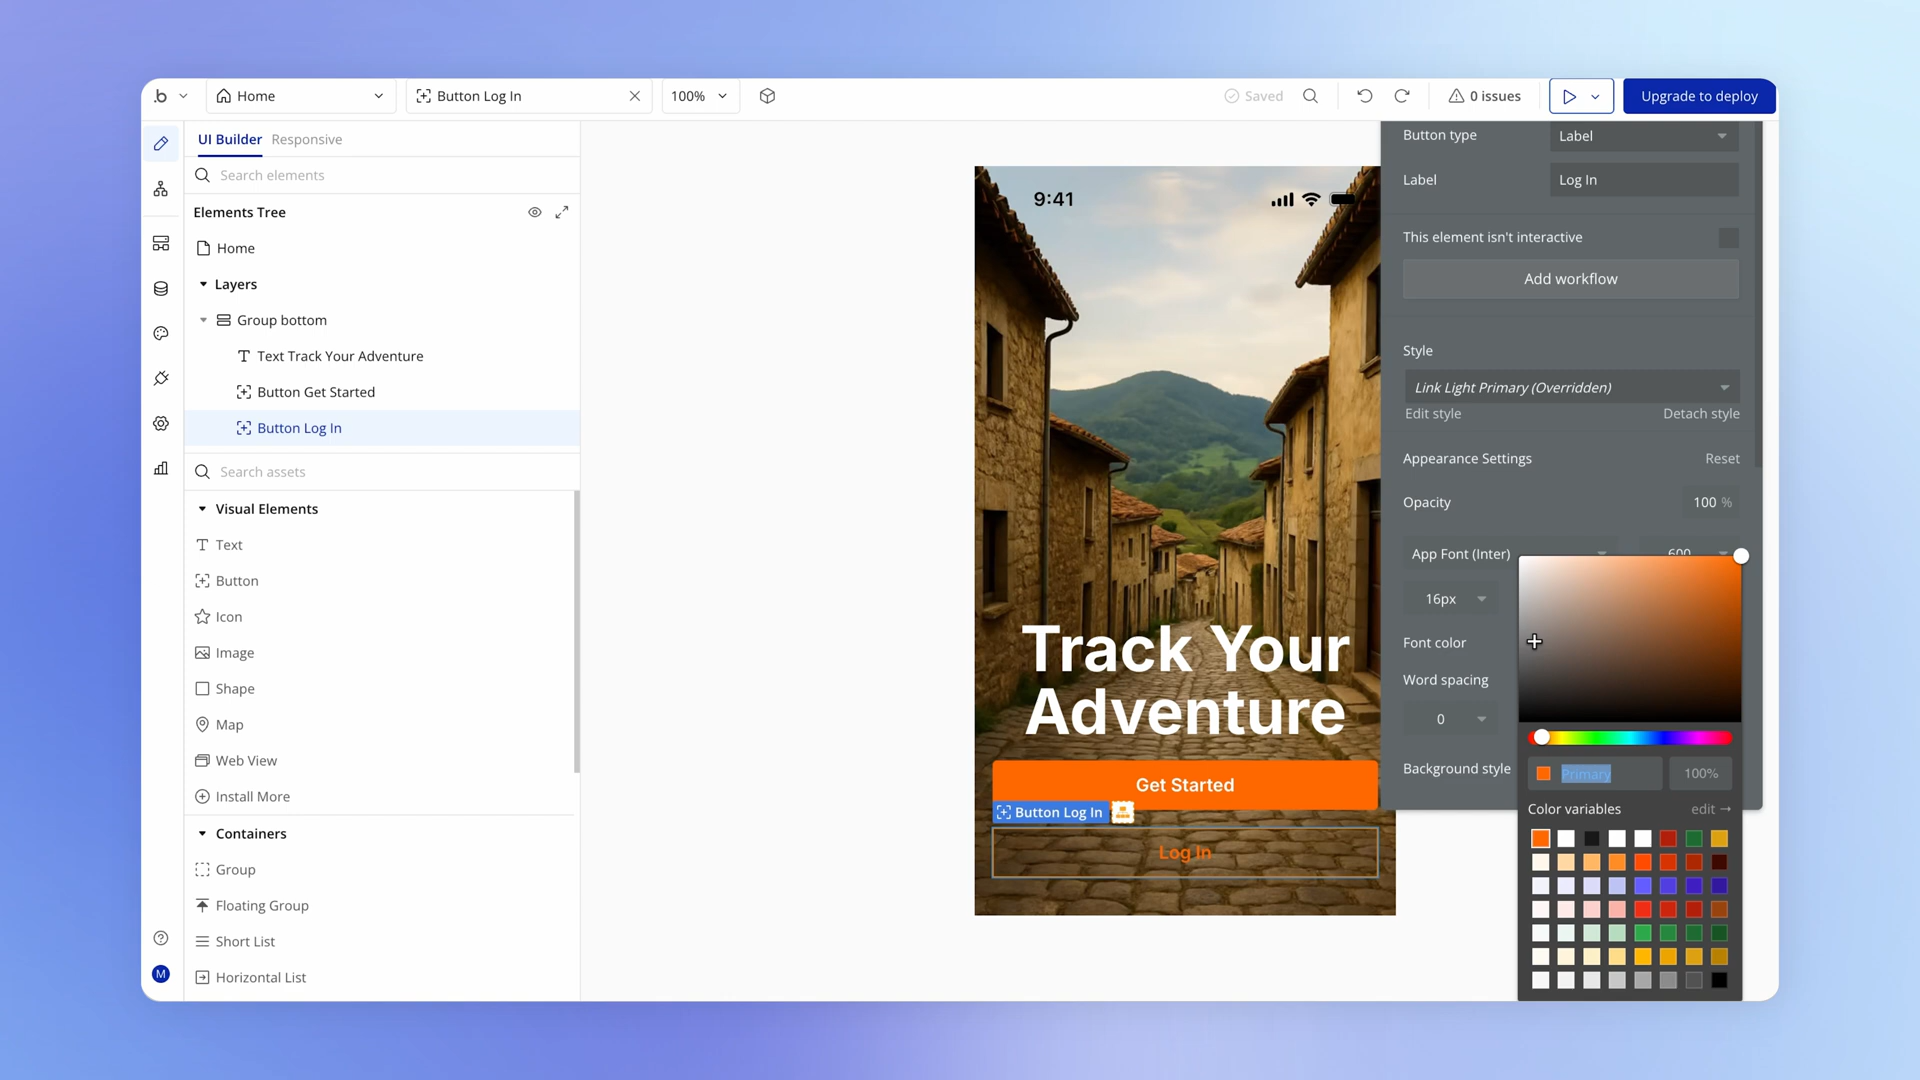 .b
Home
Button Log In
100%
Saved
0 issues
Upgrade to deploy
UI Builder
Responsive
Search elements
Elements Tree
Home
Layers
Group bottom
Text Track Your Adventure
Button Get Started
Button Log In
Search assets
Visual Elements
Text
Button
Icon
Image
Shape
Map
Web View
Install More
Containers
Group
Floating Group
Short List
Horizontal List
M
9:41
Track Your
Adventure
Get Started
Button Log In
Log In
Button type
Label
Label
Log In
This element isn't interactive
Add workflow
Style
Link Light Primary (Overridden)
Edit style
Detach style
Appearance Settings
Reset
Opacity
100 %
App Font (Inter)
600
16px
Font color
Word spacing
0
Background style
Primary
100%
Color variables
edit →